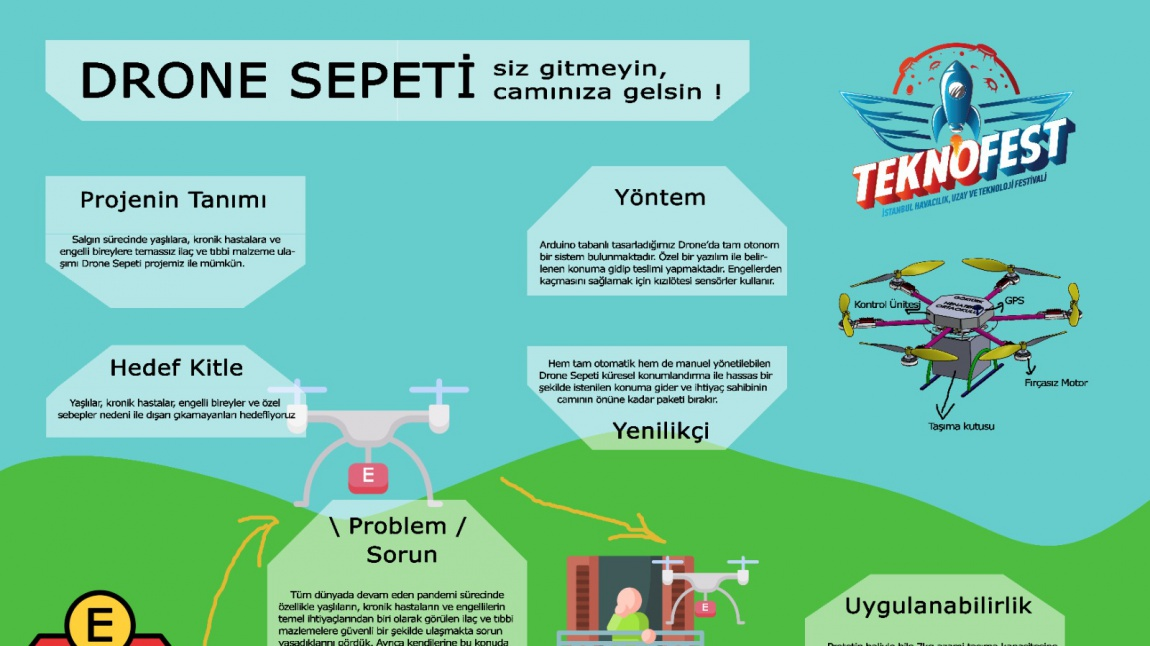 DRONE SEPETİ
siz gitmeyin,
camınıza gelsin !
TEKNOFEST
İSTANBUL HAVACILIK, UZAY VE TEKNOLOJİ FESTİVALİ
Projenin Tanımı
Salgın sürecinde yaşlılara, kronik hastalara ve
engelli bireylere temassız ilaç ve tıbbi malzeme ula-
şımı Drone Sepeti projemiz ile mümkün.
Yöntem
Arduino tabanlı tasarladığımız Drone'da tam otonom
bir sistem bulunmaktadır. Özel bir yazılım ile belir-
lenen konuma gidip teslimi yapmaktadır. Engellerden
kaçmasını sağlamak için kızılötesi sensörler kullanır.
Kontrol Ünitesi
GPS
Fırçasız Motor
Taşıma kutusu
Hedef Kitle
Yaşlılar, kronik hastalar, engelli bireyler ve özel
sebepler nedeni ile dışarı çıkamayanları hedefliyoruz
Hem tam otomatik hem de manuel yönetilebilen
Drone Sepeti küresel konumlandırma ile hassas bir
şekilde istenilen konuma gider ve ihtiyaç sahibinin
camının önüne kadar paketi bırakır.
Yenilikçi
E
\ Problem /
Sorun
Tüm dünyada devam eden pandemi sürecinde
özellikle yaşlıların, kronik hastaların ve engellilerin
temel ihtiyaçlarından biri olarak görülen ilaç ve tıbbi
mazlemelere güvenli bir şekilde ulaşmakta sorun
yaşadıklarını gördük. Ayrıca kendilerine bu konuda
E
E
Uygulanabilirlik